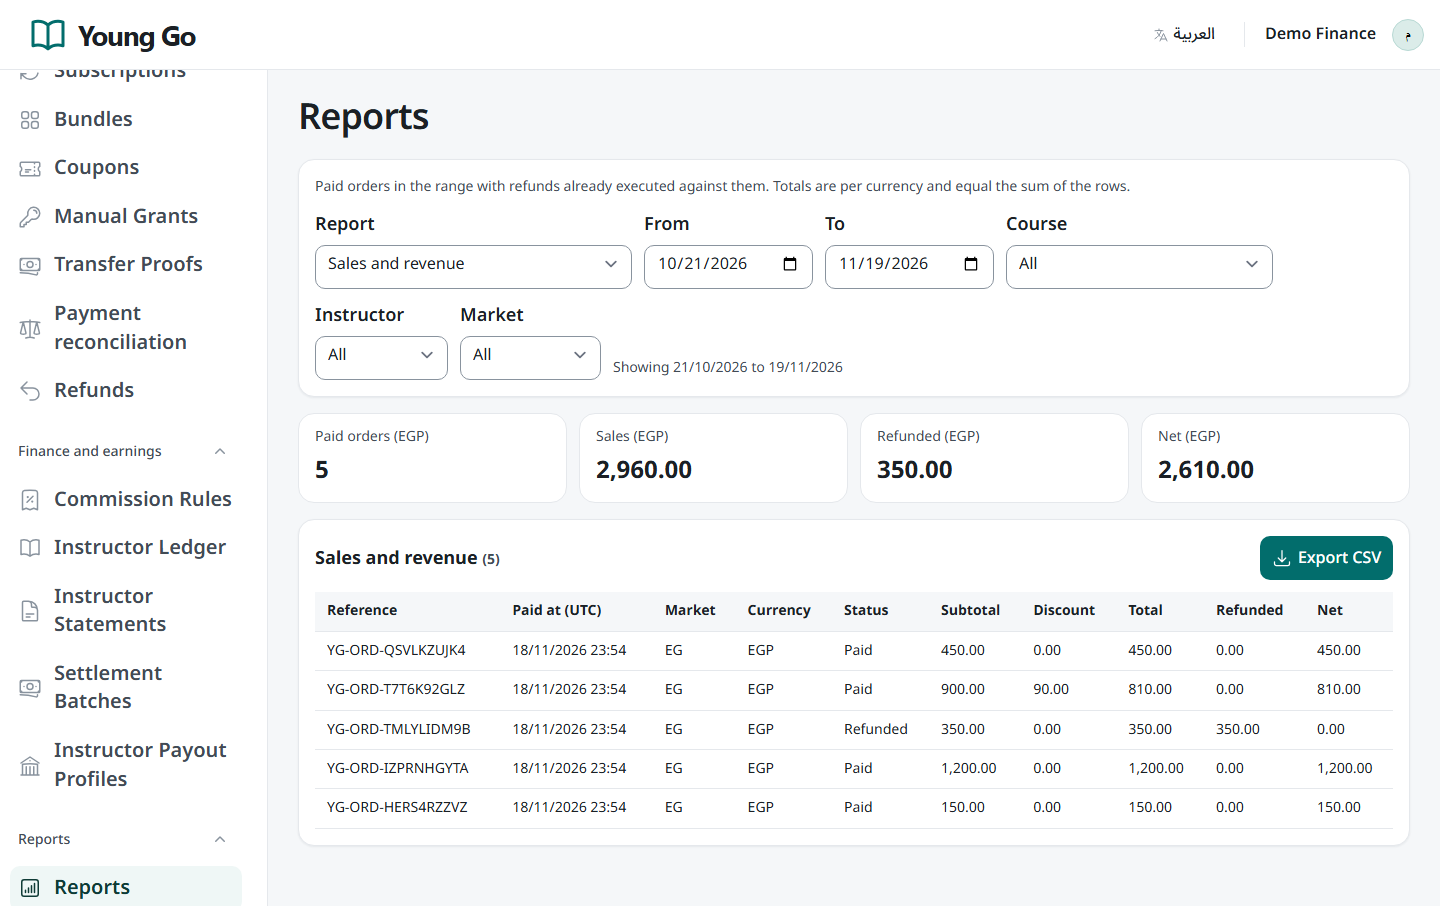 Young Go
العربية
Demo Finance
م
Subscriptions
Bundles
Coupons
Manual Grants
Transfer Proofs
Payment
reconciliation
Refunds
Finance and earnings
Commission Rules
Instructor Ledger
Instructor
Statements
Settlement
Batches
Instructor Payout
Profiles
Reports
Reports
Reports
Paid orders in the range with refunds already executed against them. Totals are per currency and equal the sum of the rows.
Report From To Course
Sales and revenue 10/21/2026 11/19/2026 All
Instructor Market
All All Showing 21/10/2026 to 19/11/2026
Paid orders (EGP) Sales (EGP) Refunded (EGP) Net (EGP)
5 2,960.00 350.00 2,610.00
Sales and revenue (5) Export CSV
Reference Paid at (UTC) Market Currency Status Subtotal Discount Total Refunded Net
YG-ORD-QSVLKZUJK4 18/11/2026 23:54 EG EGP Paid 450.00 0.00 450.00 0.00 450.00
YG-ORD-T7T6K92GLZ 18/11/2026 23:54 EG EGP Paid 900.00 90.00 810.00 0.00 810.00
YG-ORD-TMLYLIDM9B 18/11/2026 23:54 EG EGP Refunded 350.00 0.00 350.00 350.00 0.00
YG-ORD-IZPRNHGYTA 18/11/2026 23:54 EG EGP Paid 1,200.00 0.00 1,200.00 0.00 1,200.00
YG-ORD-HERS4RZZVZ 18/11/2026 23:54 EG EGP Paid 150.00 0.00 150.00 0.00 150.00